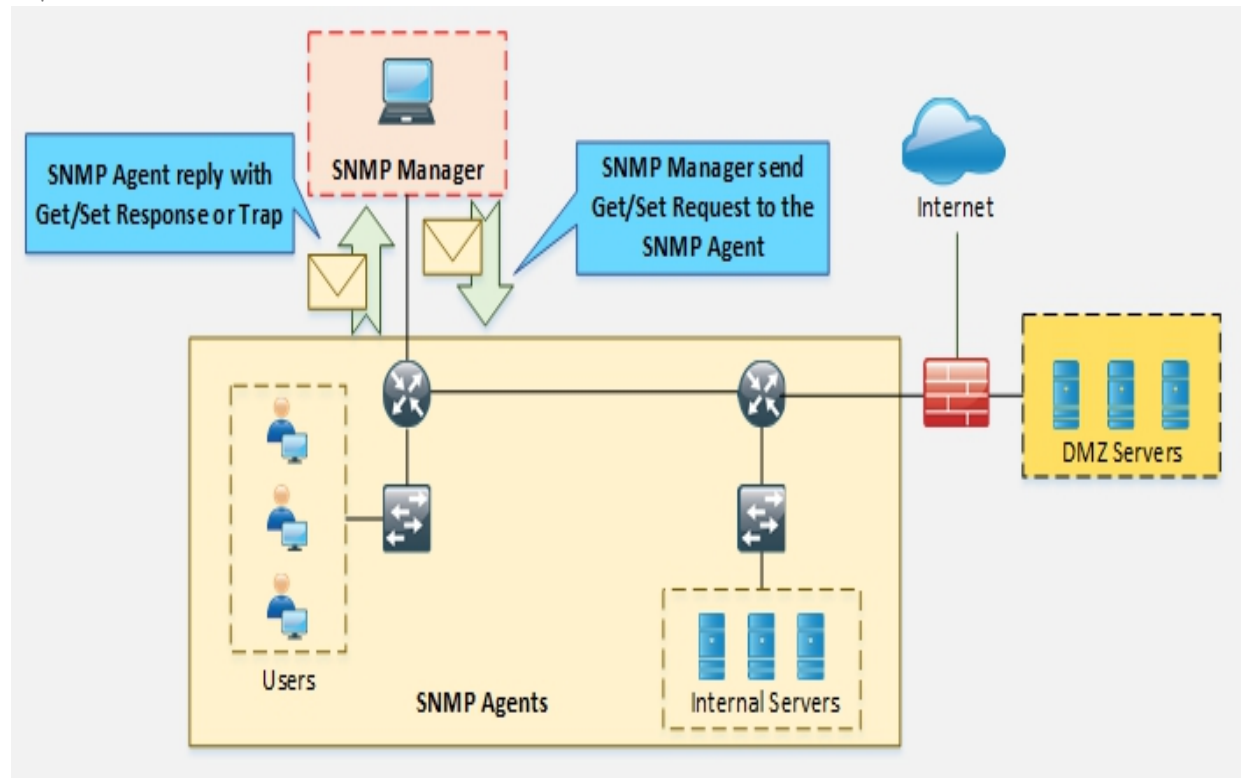 SNMP Manager
SNMP Agent reply with
Get/Set Response or Trap
SNMP Manager send
Get/Set Request to the
SNMP Agent
Internet
DMZ Servers
Users
SNMP Agents
Internal Servers